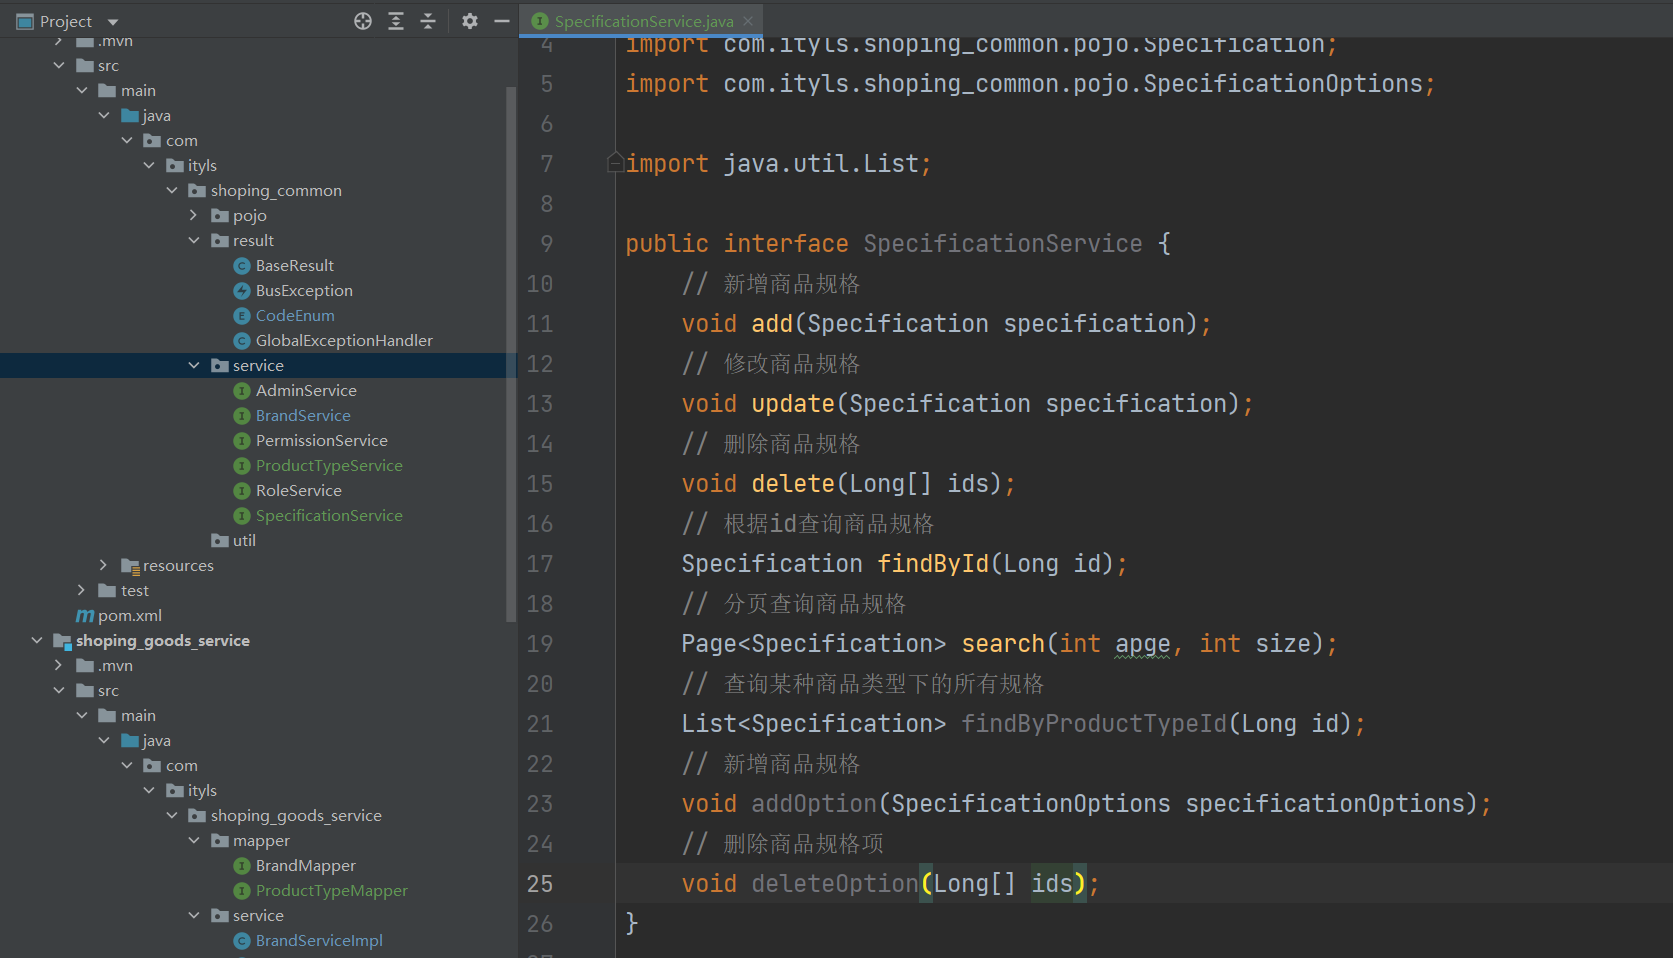 Project
.mvn
src
main
java
com
ityls
shoping_common
pojo
result
BaseResult
BusException
CodeEnum
GlobalExceptionHandler
service
AdminService
BrandService
PermissionService
ProductTypeService
RoleService
SpecificationService
util
resources
test
pom.xml
shoping_goods_service
.mvn
src
main
java
com
ityls
shoping_goods_service
mapper
BrandMapper
ProductTypeMapper
service
BrandServiceImpl
SpecificationService.java
4 import com.ityls.shoping_common.pojo.Specification;
5 import com.ityls.shoping_common.pojo.SpecificationOptions;
6
7 import java.util.List;
8
9 public interface SpecificationService {
10 // 新增商品规格
11 void add(Specification specification);
12 // 修改商品规格
13 void update(Specification specification);
14 // 删除商品规格
15 void delete(Long[] ids);
16 // 根据id查询商品规格
17 Specification findById(Long id);
18 // 分页查询商品规格
19 Page<Specification> search(int apge, int size);
20 // 查询某种商品类型下的所有规格
21 List<Specification> findByProductTypeId(Long id);
22 // 新增商品规格
23 void addOption(SpecificationOptions specificationOptions);
24 // 删除商品规格项
25 void deleteOption(Long[] ids);
26 }